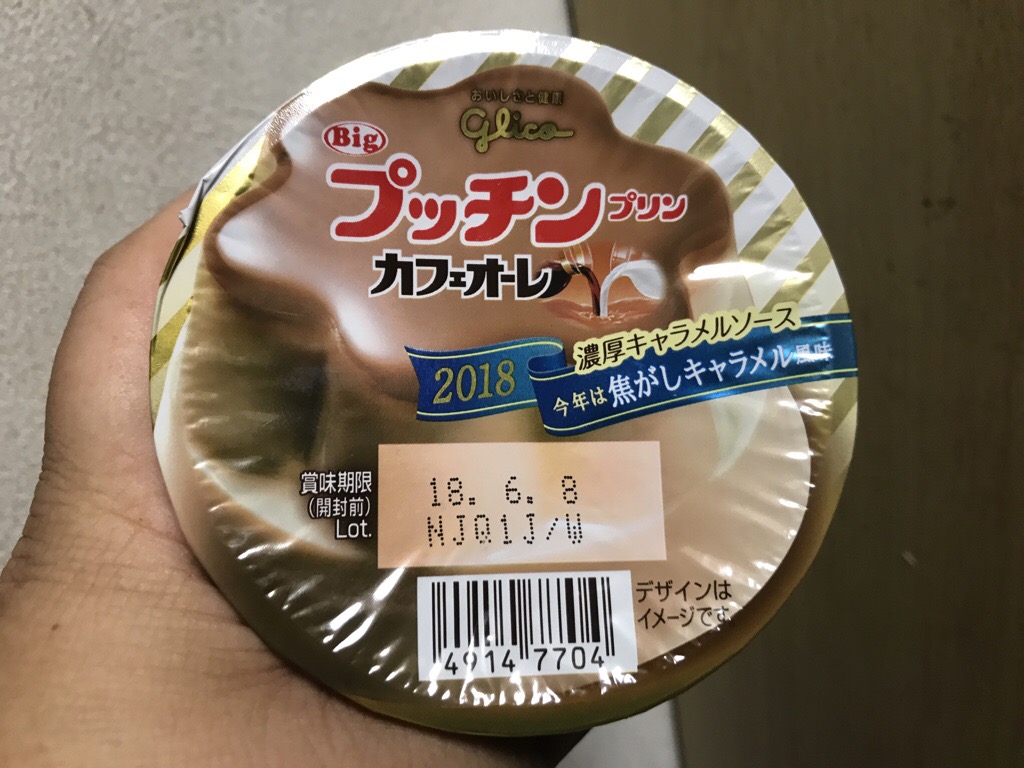 おいしさと健康
Glico
Big
プッチンプリン
カフェオーレ
濃厚キャラメルソース
2018
今年は焦がしキャラメル風味
賞味期限
(開封前)
Lot.
18. 6. 8
NJQ1J/W
デザインは
イメージです
4914 7704